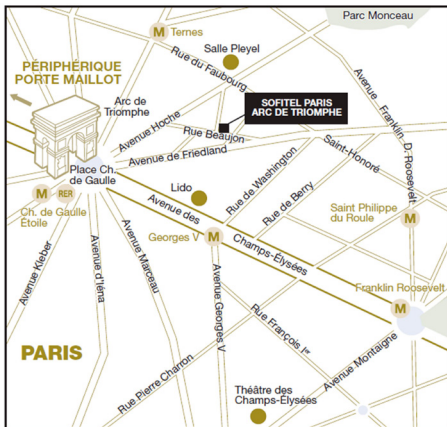 Parc Monceau
M Ternes
Salle Pleyel
PÉRIPHÉRIQUE
PORTE MAILLOT
Rue du Faubourg
Saint-Honoré
Arc de
Triomphe
Avenue Hoche
SOFITEL PARIS
ARC DE TRIOMPHE
Avenue Franklin D. Roosevelt
Rue Beaujon
Avenue de Friedland
Place Ch.
de Gaulle
M RER
Ch. de Gaulle
Étoile
Lido
Avenue des
Champs-Élysées
Rue de Washington
Rue de Berry
Saint Philippe
du Roule
M
Georges V M
Franklin Roosevelt
M
Avenue Kleber
Avenue d'Iéna
Avenue Marceau
Avenue Georges V
Rue François Ier
Avenue Montaigne
Rue Pierre Charron
PARIS
Théâtre des
Champs-Élysées